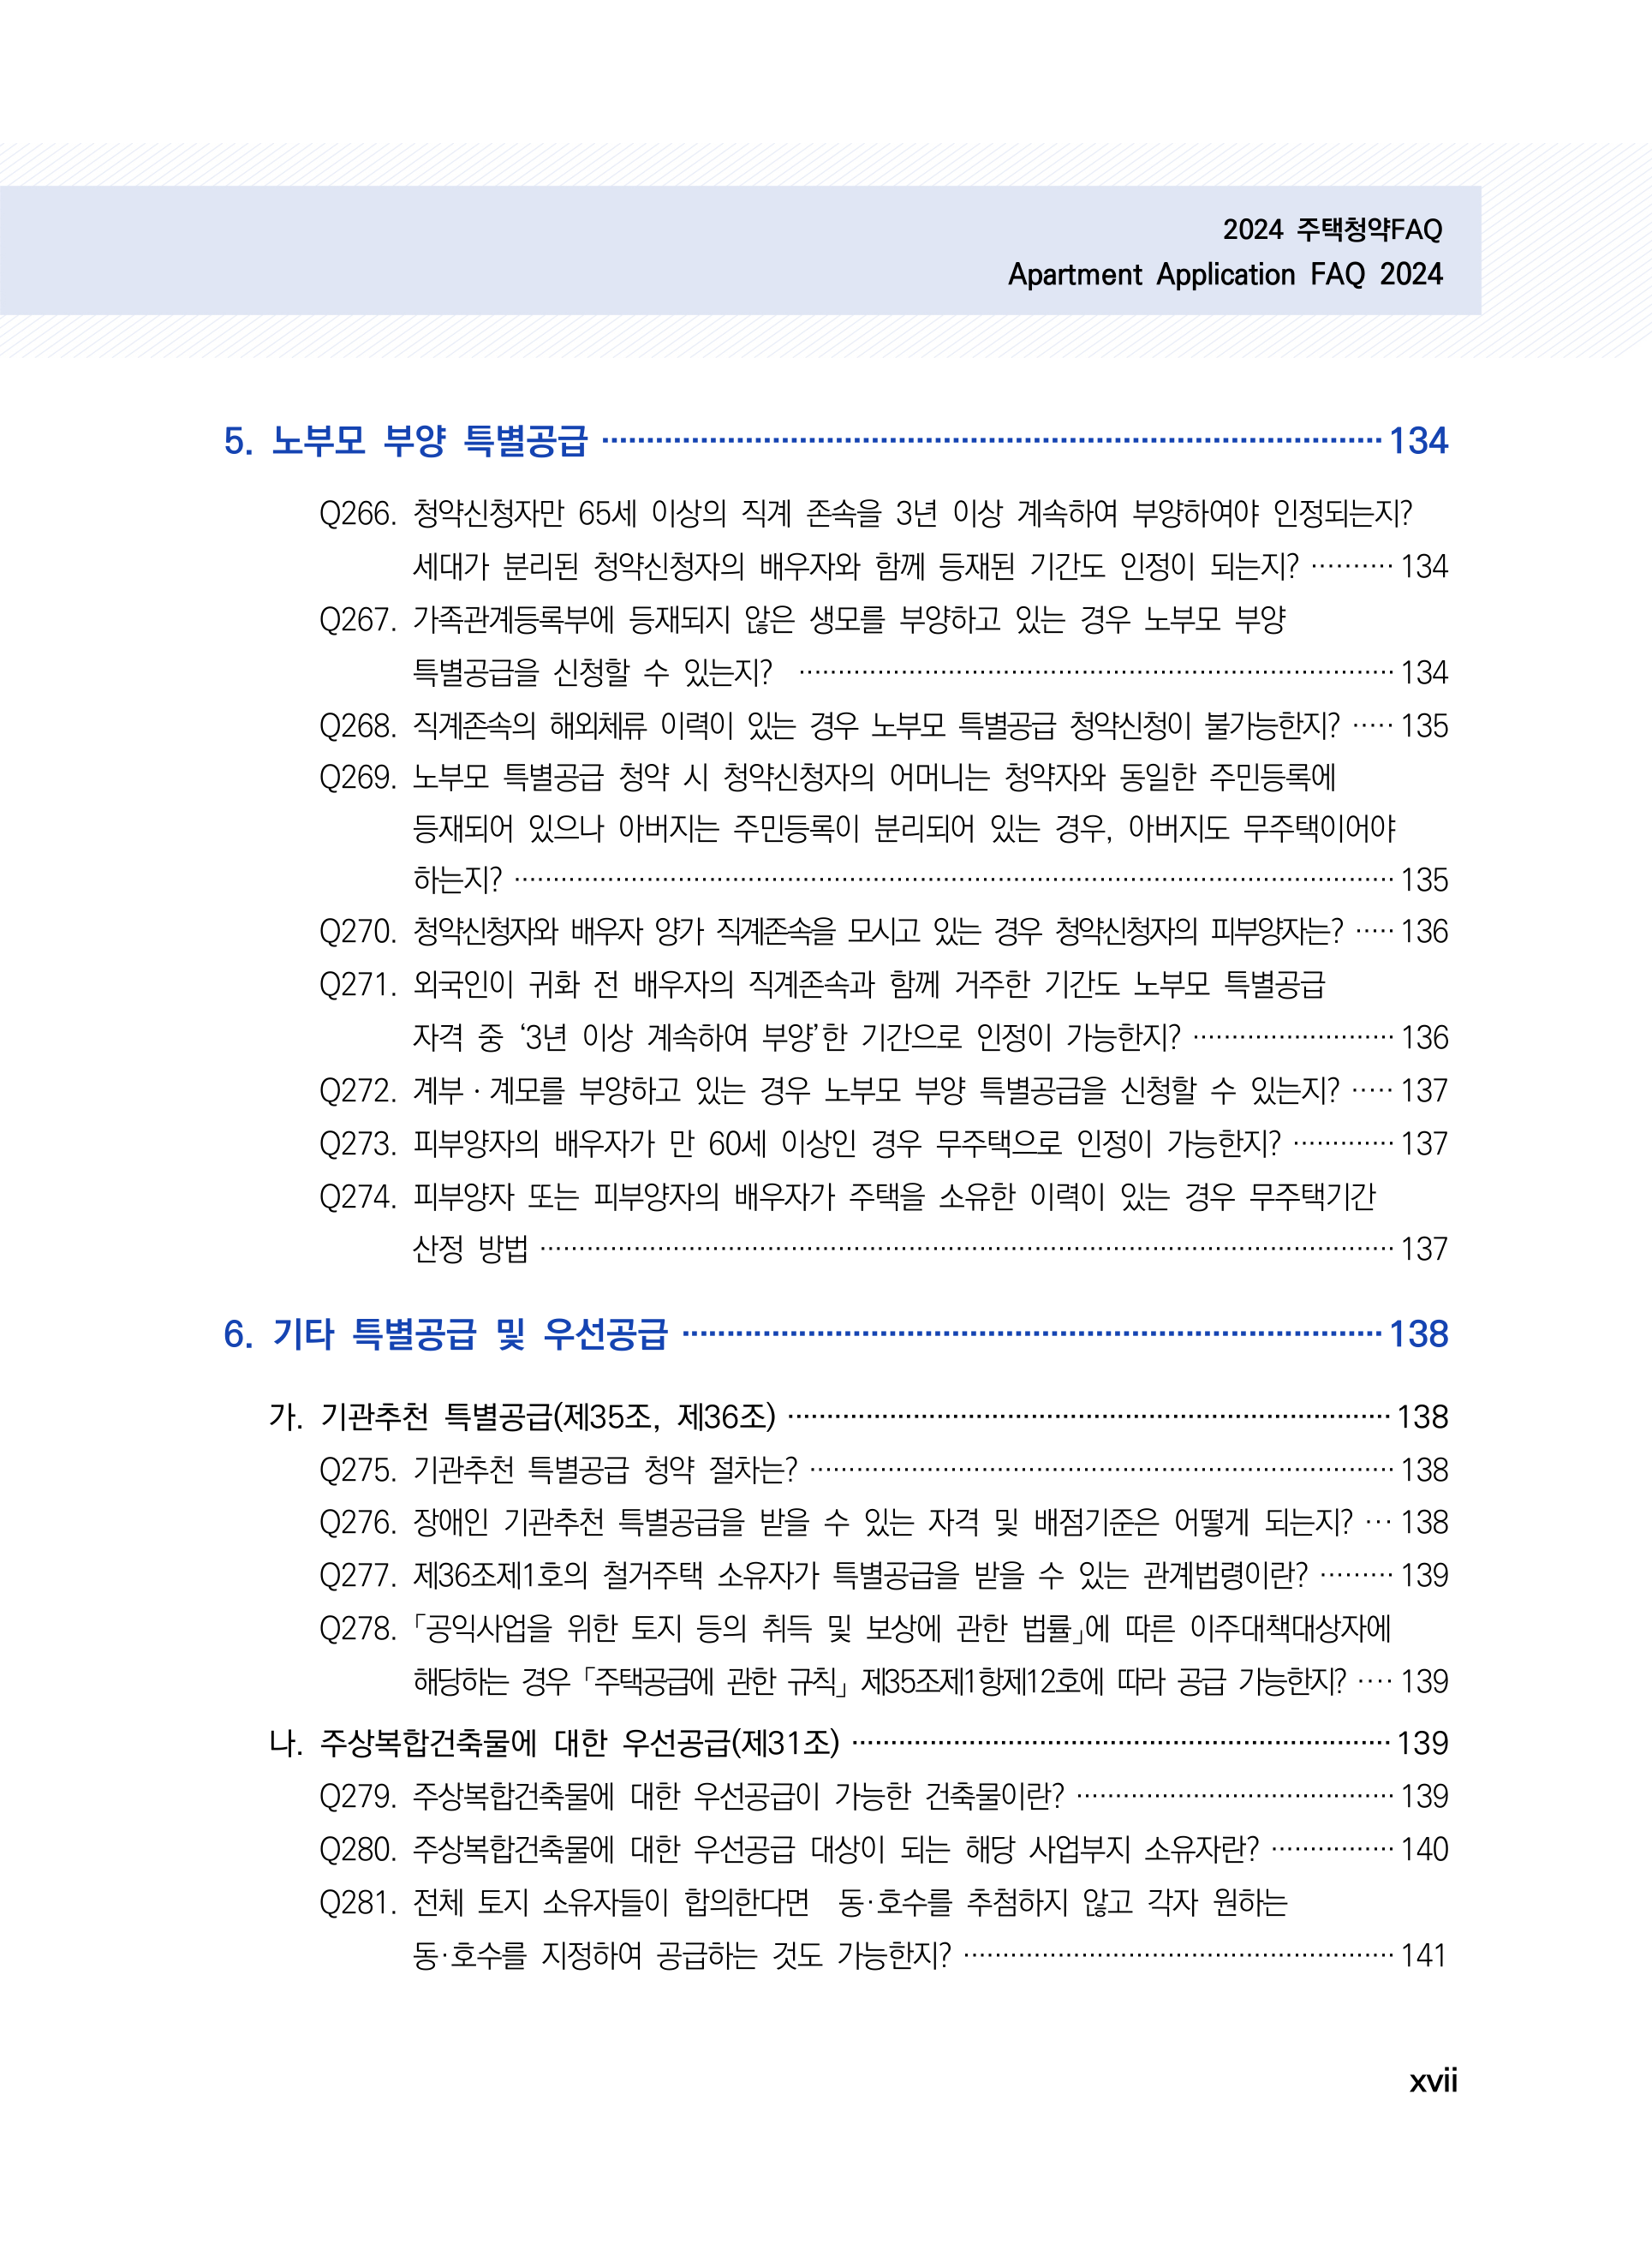 2024 주택청약FAQ
Apartment Application FAQ 2024
5. 노부모 부양 특별공급 134
Q266. 청약신청자만 65세 이상의 직계 존속을 3년 이상 계속하여 부양하여야 인정되는지?
세대가 분리된 청약신청자의 배우자와 함께 등재된 기간도 인정이 되는지? 134
Q267. 가족관계등록부에 등재되지 않은 생모를 부양하고 있는 경우 노부모 부양
특별공급을 신청할 수 있는지? 134
Q268. 직계존속의 해외체류 이력이 있는 경우 노부모 특별공급 청약신청이 불가능한지? 135
Q269. 노부모 특별공급 청약 시 청약신청자의 어머니는 청약자와 동일한 주민등록에
등재되어 있으나 아버지는 주민등록이 분리되어 있는 경우, 아버지도 무주택이어야
하는지? 135
Q270. 청약신청자와 배우자 양가 직계존속을 모시고 있는 경우 청약신청자의 피부양자는? 136
Q271. 외국인이 귀화 전 배우자의 직계존속과 함께 거주한 기간도 노부모 특별공급
자격 중 ‘3년 이상 계속하여 부양’한 기간으로 인정이 가능한지? 136
Q272. 계부·계모를 부양하고 있는 경우 노부모 부양 특별공급을 신청할 수 있는지? 137
Q273. 피부양자의 배우자가 만 60세 이상인 경우 무주택으로 인정이 가능한지? 137
Q274. 피부양자 또는 피부양자의 배우자가 주택을 소유한 이력이 있는 경우 무주택기간
산정 방법 137
6. 기타 특별공급 및 우선공급 138
가. 기관추천 특별공급(제35조, 제36조) 138
Q275. 기관추천 특별공급 청약 절차는? 138
Q276. 장애인 기관추천 특별공급을 받을 수 있는 자격 및 배점기준은 어떻게 되는지? 138
Q277. 제36조제1호의 철거주택 소유자가 특별공급을 받을 수 있는 관계법령이란? 139
Q278. 「공익사업을 위한 토지 등의 취득 및 보상에 관한 법률」에 따른 이주대책대상자에
해당하는 경우 「주택공급에 관한 규칙」 제35조제1항제12호에 따라 공급 가능한지? 139
나. 주상복합건축물에 대한 우선공급(제31조) 139
Q279. 주상복합건축물에 대한 우선공급이 가능한 건축물이란? 139
Q280. 주상복합건축물에 대한 우선공급 대상이 되는 해당 사업부지 소유자란? 140
Q281. 전체 토지 소유자들이 합의한다면 동·호수를 추첨하지 않고 각자 원하는
동·호수를 지정하여 공급하는 것도 가능한지? 141
xvii